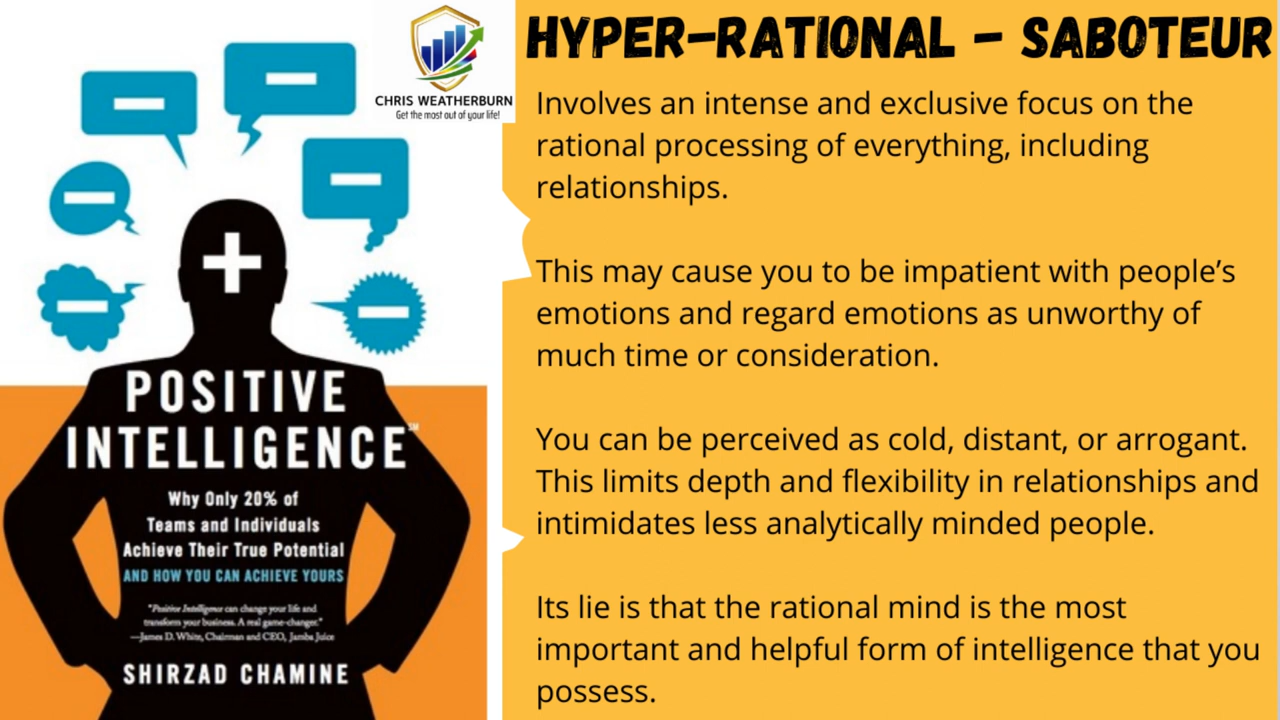 CHRIS WEATHERBURN
Get the most out of your life!
HYPER-RATIONAL - SABOTEUR
Involves an intense and exclusive focus on the
rational processing of everything, including
relationships.
This may cause you to be impatient with people’s
emotions and regard emotions as unworthy of
much time or consideration.
You can be perceived as cold, distant, or arrogant.
This limits depth and flexibility in relationships and
intimidates less analytically minded people.
Its lie is that the rational mind is the most
important and helpful form of intelligence that you
possess.
POSITIVE
INTELLIGENCE℠
Why Only 20% of
Teams and Individuals
Achieve Their True Potential
AND HOW YOU CAN ACHIEVE YOURS
"Positive Intelligence can change your life and
transform your business. A real game-changer."
—James D. White, Chairman and CEO, Jamba Juice
SHIRZAD CHAMINE